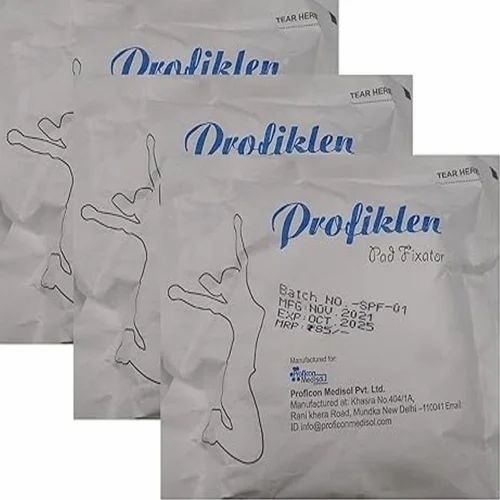 TEAR HERE
Profiklen
TEAR HERE
Profiklen
TEAR HERE
Profiklen
Pad Fixator
Batch NO.-SPF-01
MFG:NOV.2021
EXP:OCT.2025
MRP:₹85/-
Manufactured for:
Proficon
Medisol
Proficon Medisol Pvt. Ltd.
Manufactured at: Khasra No.404/1A,
Rani khera Road, Mundka New Delhi -110041 Email
ID info@proficonmedisol.com